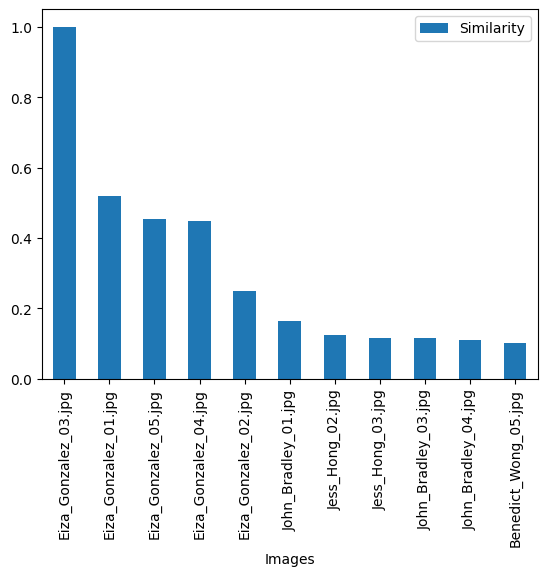 Similarity
1.0
0.8
0.6
0.4
0.2
0.0
Eiza_Gonzalez_03.jpg
Eiza_Gonzalez_01.jpg
Eiza_Gonzalez_05.jpg
Eiza_Gonzalez_04.jpg
Eiza_Gonzalez_02.jpg
John_Bradley_01.jpg
Jess_Hong_02.jpg
Jess_Hong_03.jpg
John_Bradley_03.jpg
John_Bradley_04.jpg
Benedict_Wong_05.jpg
Images